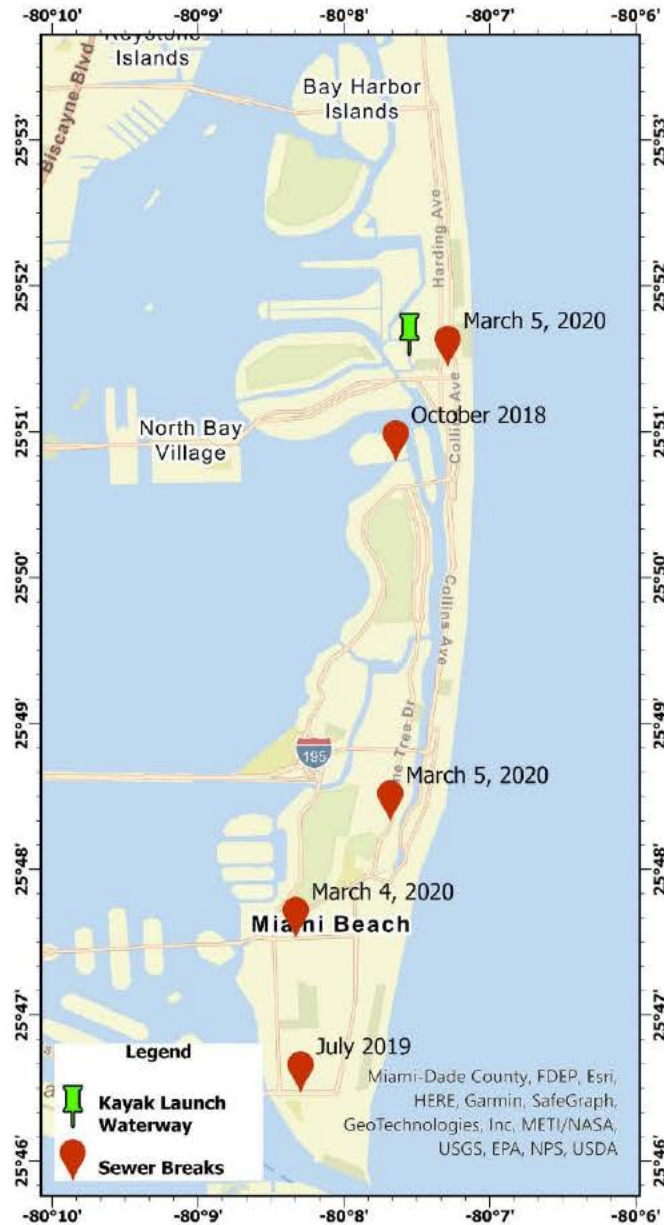 -80°10' -80°9' -80°8' -80°7' -80°6'
Keystone
Islands
Bay Harbor
Islands
Biscayne Blvd
25°53' 25°53'
Harding Ave
25°52' 25°52'
March 5, 2020
Collins Ave
October 2018
25°51' 25°51'
North Bay
Village
25°50' 25°50'
Collins Ave
25°49' 25°49'
ne Tree Dr
195
March 5, 2020
25°48' 25°48'
March 4, 2020
Miami Beach
25°47' 25°47'
July 2019
Legend
Kayak Launch
Waterway
Sewer Breaks
Miami-Dade County, FDEP, Esri,
HERE, Garmin, SafeGraph,
GeoTechnologies, Inc, METI/NASA,
USGS, EPA, NPS, USDA
25°46' 25°46'
-80°10' -80°9' -80°8' -80°7' -80°6'